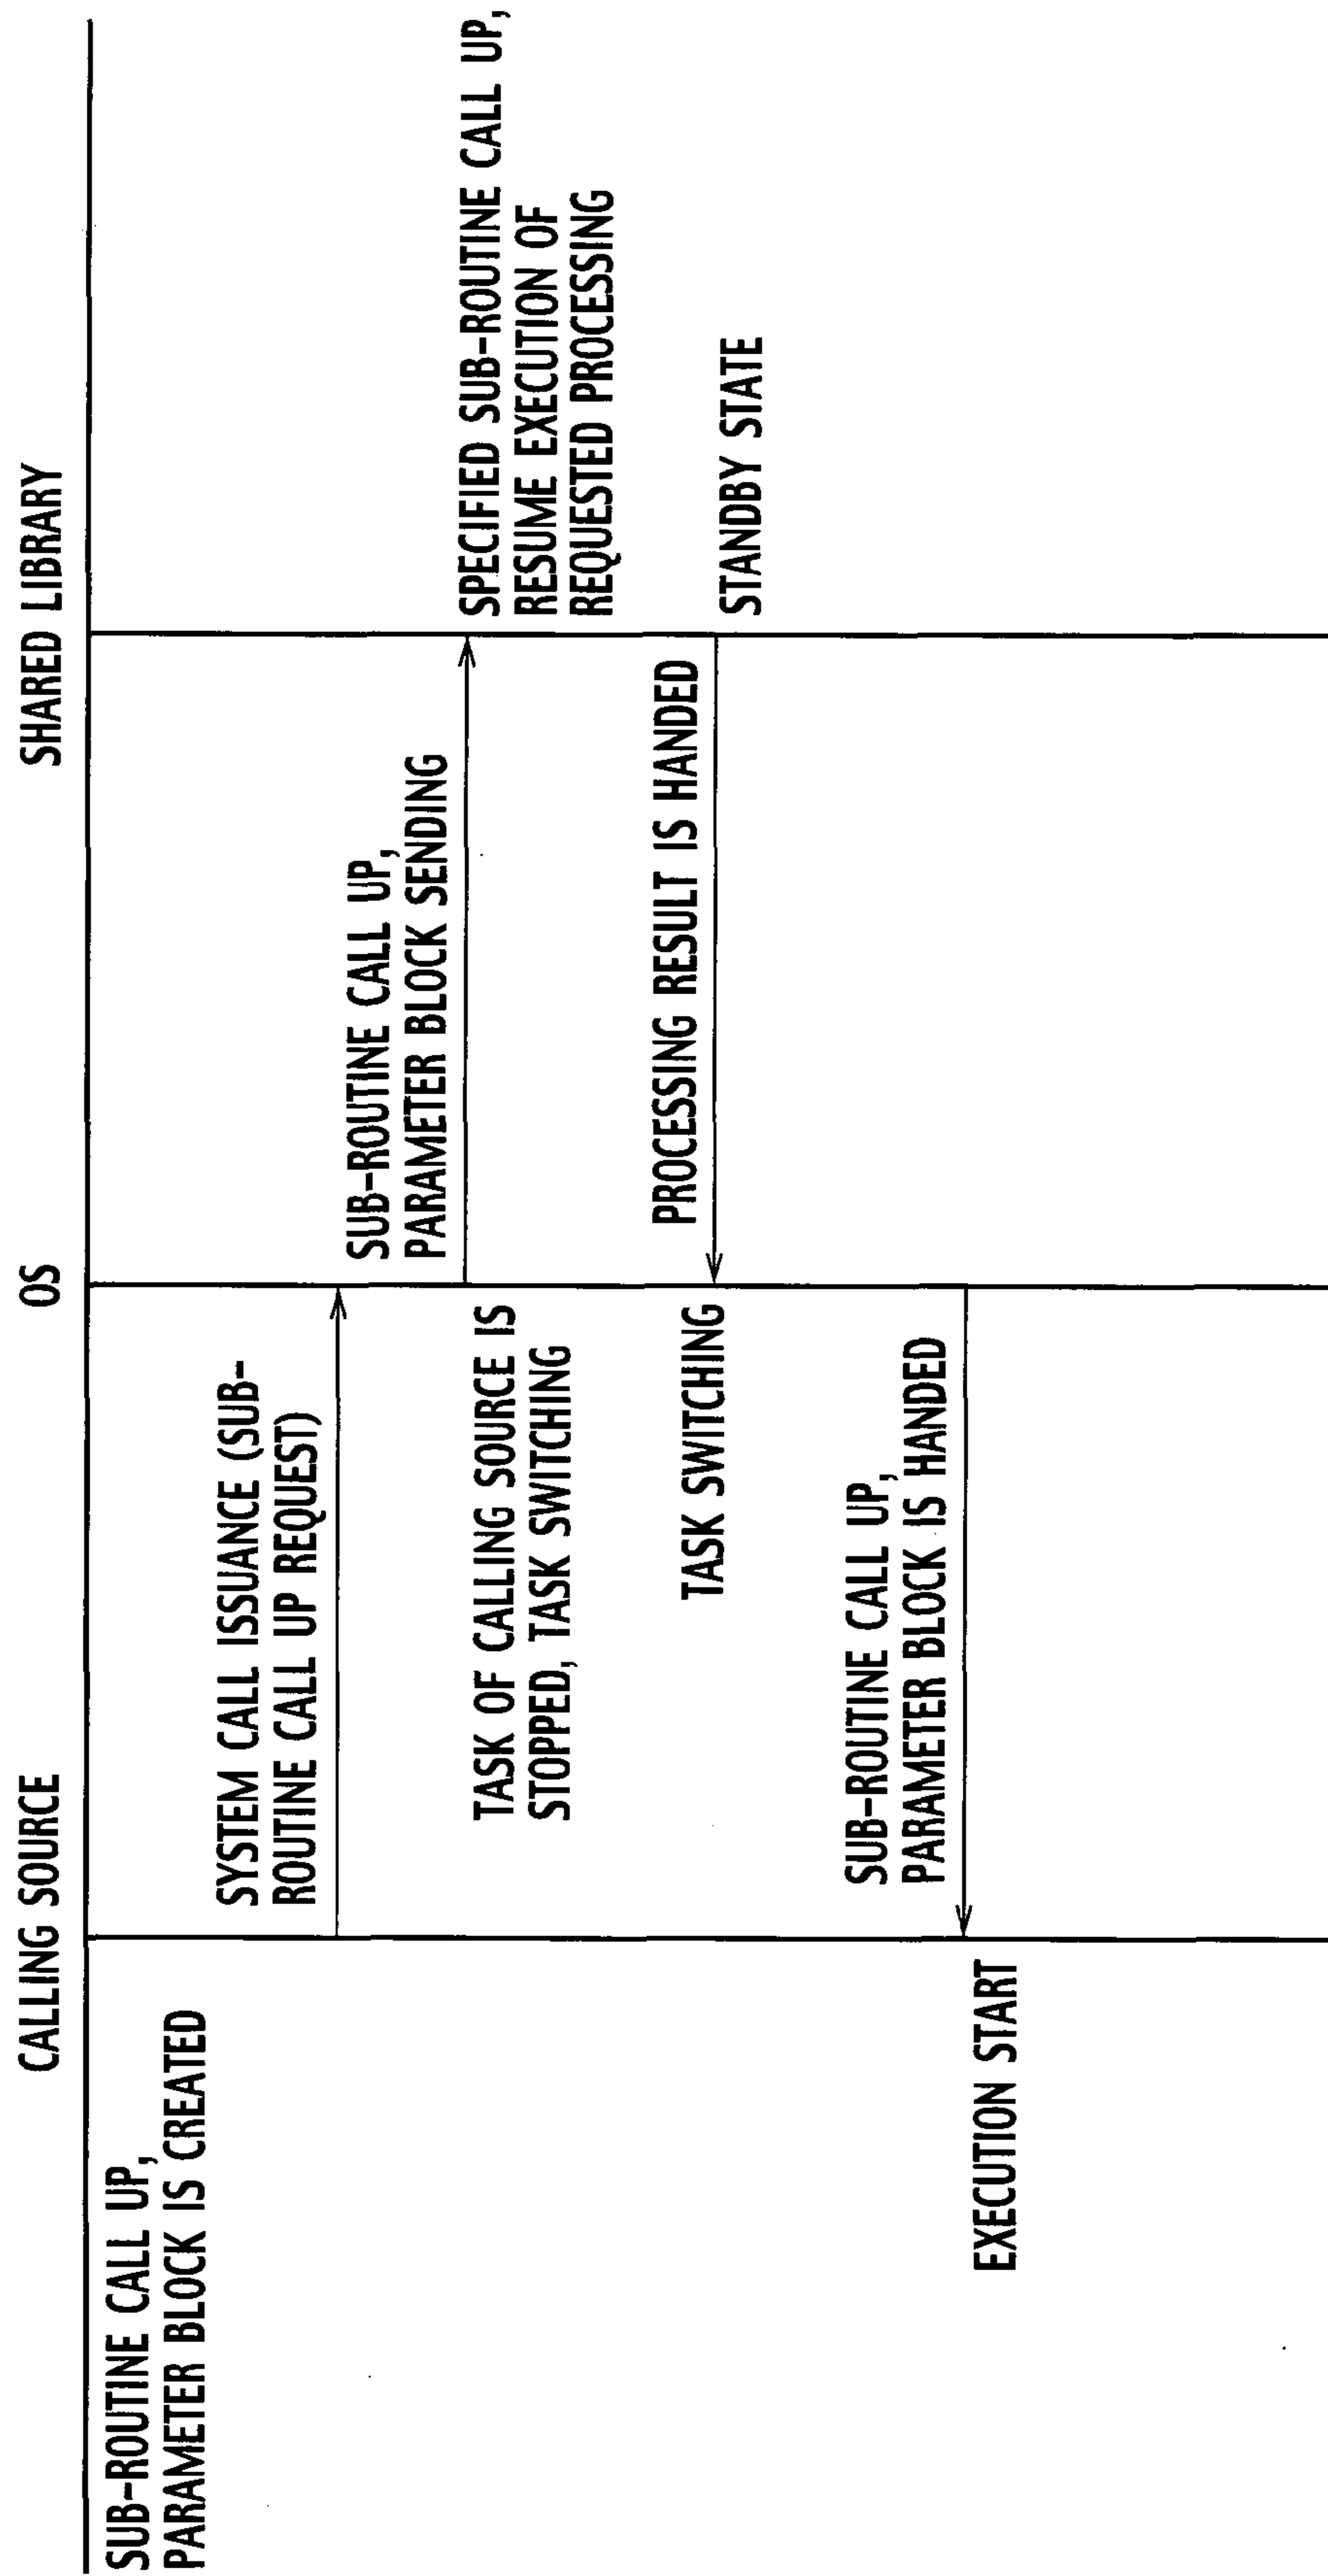 CALLING SOURCE
OS
SHARED LIBRARY
SUB-ROUTINE CALL UP,
PARAMETER BLOCK IS CREATED
SYSTEM CALL ISSUANCE (SUB-
ROUTINE CALL UP REQUEST)
SUB-ROUTINE CALL UP,
PARAMETER BLOCK SENDING
TASK OF CALLING SOURCE IS
STOPPED, TASK SWITCHING
SPECIFIED SUB-ROUTINE CALL UP,
RESUME EXECUTION OF
REQUESTED PROCESSING
PROCESSING RESULT IS HANDED
TASK SWITCHING
STANDBY STATE
SUB-ROUTINE CALL UP,
PARAMETER BLOCK IS HANDED
EXECUTION START